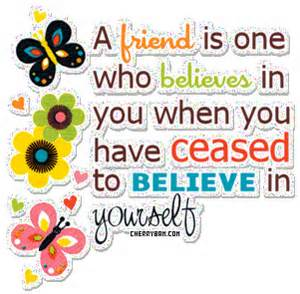 A friend is one
who believes in
you when you
have ceased
to BELIEVE in
yourself
CHERRYBAM.COM